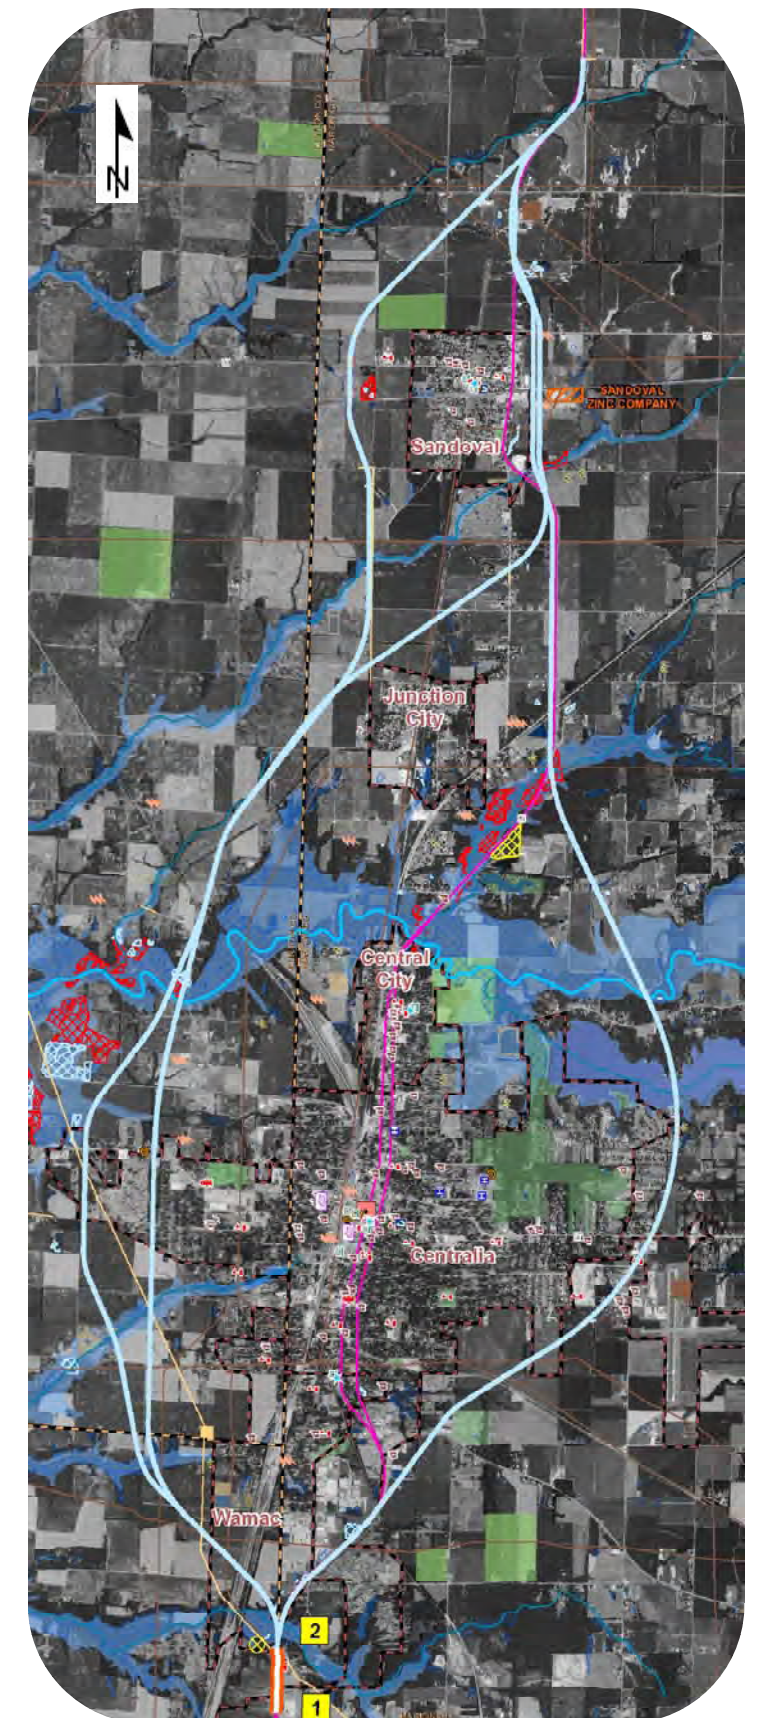 N
SANDOVAL
ZINC COMPANY
Sandoval
Junction
City
Central
City
Centralia
Wamac
2
1